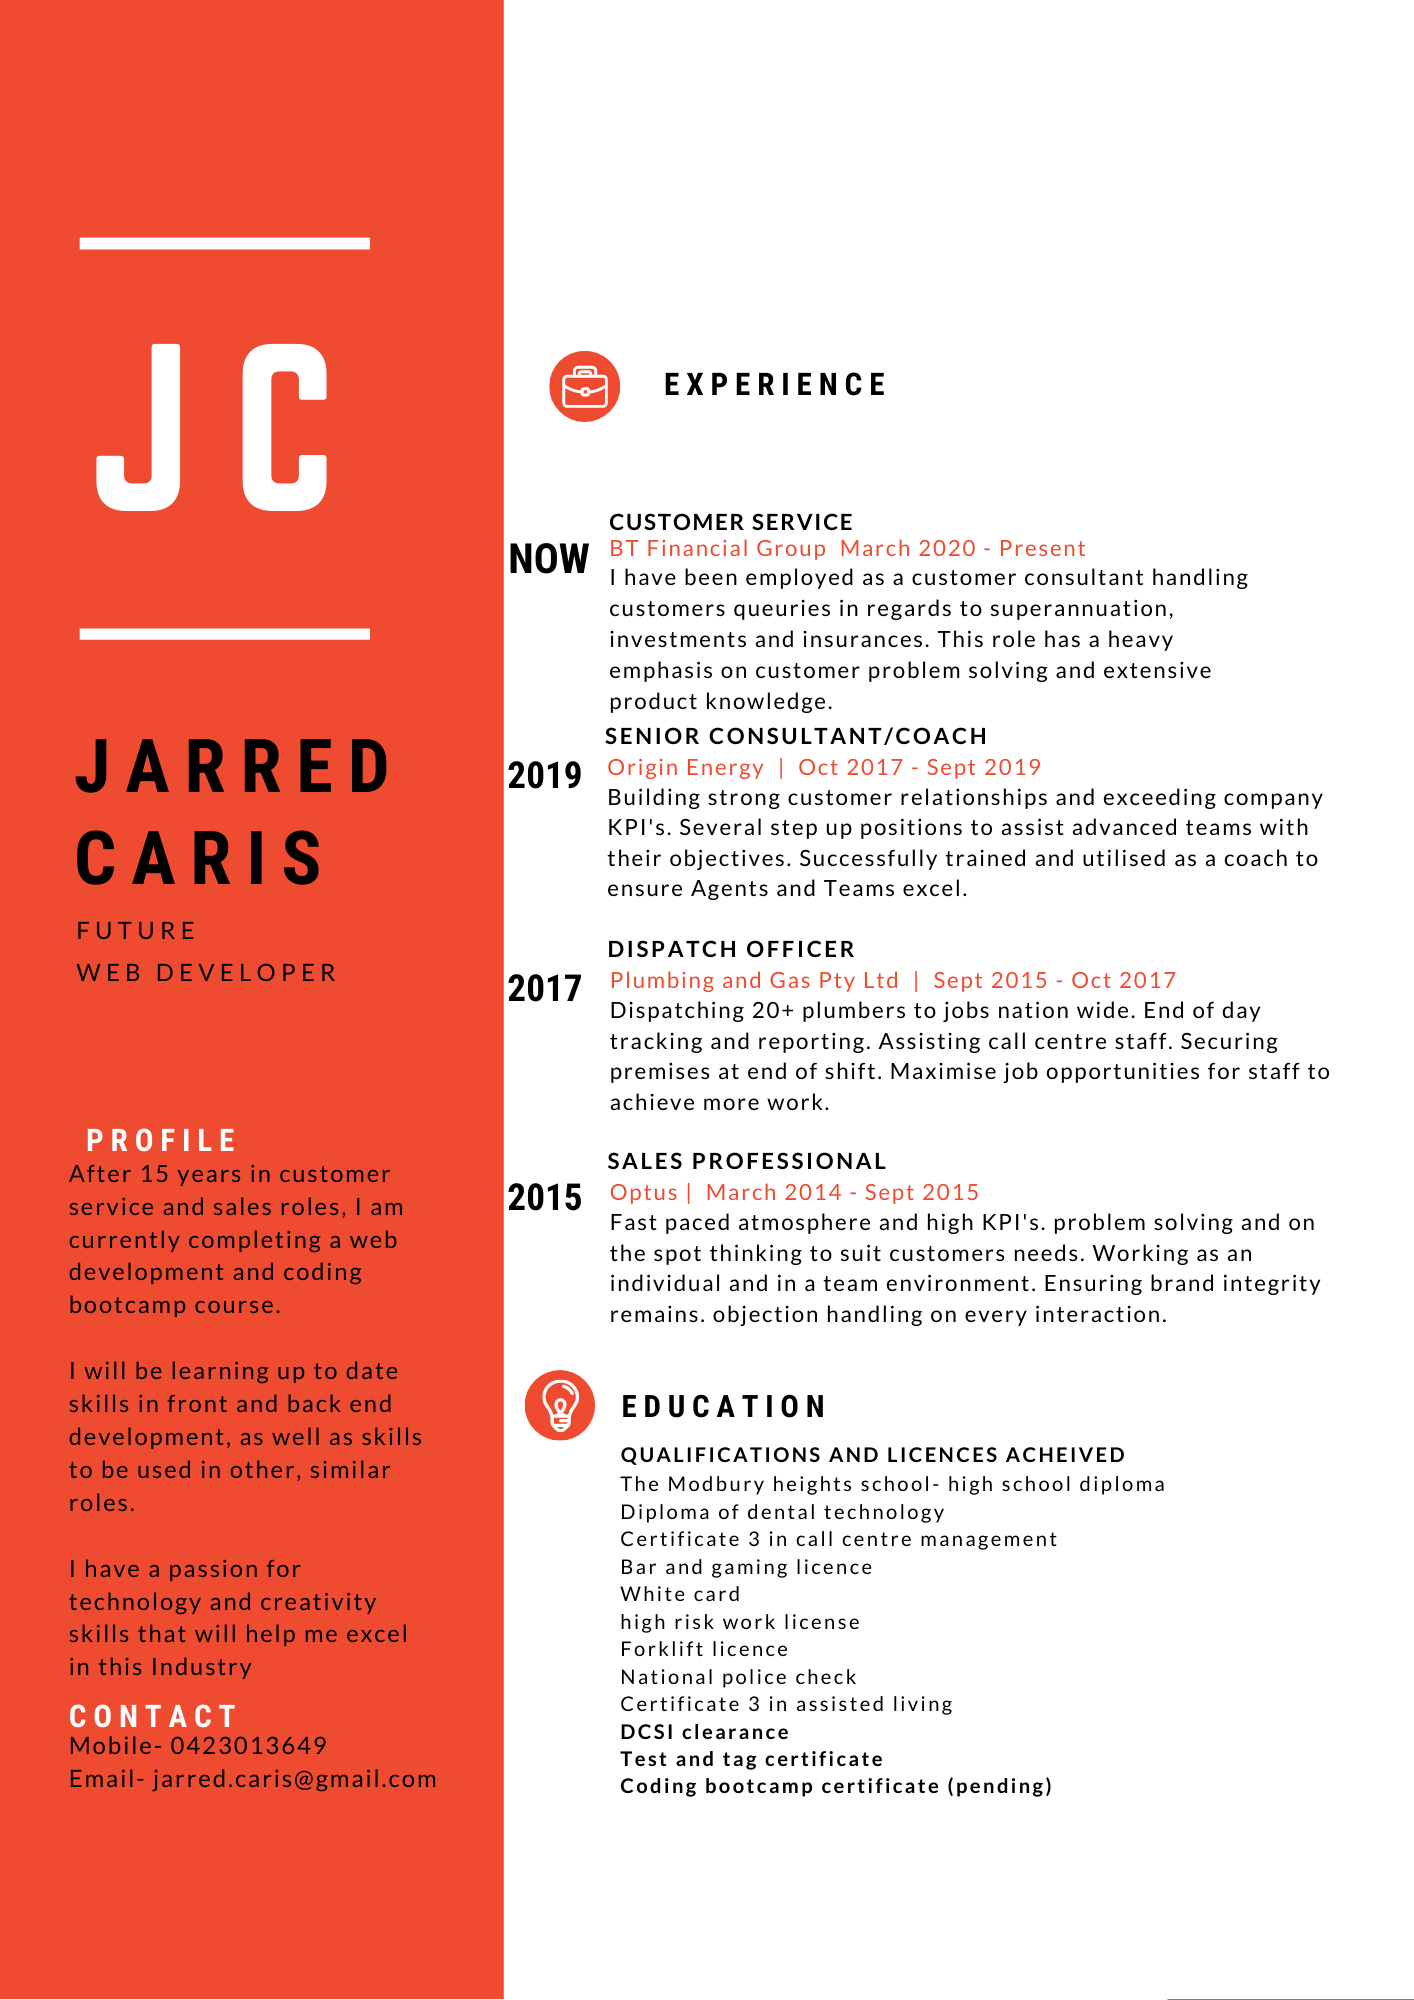 JC
JARRED
CARIS
FUTURE
WEB DEVELOPER
PROFILE
After 15 years in customer
service and sales roles, I am
currently completing a web
development and coding
bootcamp course.
I will be learning up to date
skills in front and back end
development, as well as skills
to be used in other, similar
roles.
I have a passion for
technology and creativity
skills that will help me excel
in this Industry
CONTACT
Mobile- 0423013649
Email- jarred.caris@gmail.com
EXPERIENCE
NOW
CUSTOMER SERVICE
BT Financial Group  March 2020 - Present
I have been employed as a customer consultant handling
customers queuries in regards to superannuation,
investments and insurances. This role has a heavy
emphasis on customer problem solving and extensive
product knowledge.
2019
SENIOR CONSULTANT/COACH
Origin Energy  |  Oct 2017 - Sept 2019
Building strong customer relationships and exceeding company
KPI's. Several step up positions to assist advanced teams with
their objectives. Successfully trained and utilised as a coach to
ensure Agents and Teams excel.
2017
DISPATCH OFFICER
Plumbing and Gas Pty Ltd  |  Sept 2015 - Oct 2017
Dispatching 20+ plumbers to jobs nation wide. End of day
tracking and reporting. Assisting call centre staff. Securing
premises at end of shift. Maximise job opportunities for staff to
achieve more work.
2015
SALES PROFESSIONAL
Optus |  March 2014 - Sept 2015
Fast paced atmosphere and high KPI's. problem solving and on
the spot thinking to suit customers needs. Working as an
individual and in a team environment. Ensuring brand integrity
remains. objection handling on every interaction.
EDUCATION
QUALIFICATIONS AND LICENCES ACHEIVED
The Modbury heights school- high school diploma
Diploma of dental technology
Certificate 3 in call centre management
Bar and gaming licence
White card
high risk work license
Forklift licence
National police check
Certificate 3 in assisted living
DCSI clearance
Test and tag certificate
Coding bootcamp certificate (pending)